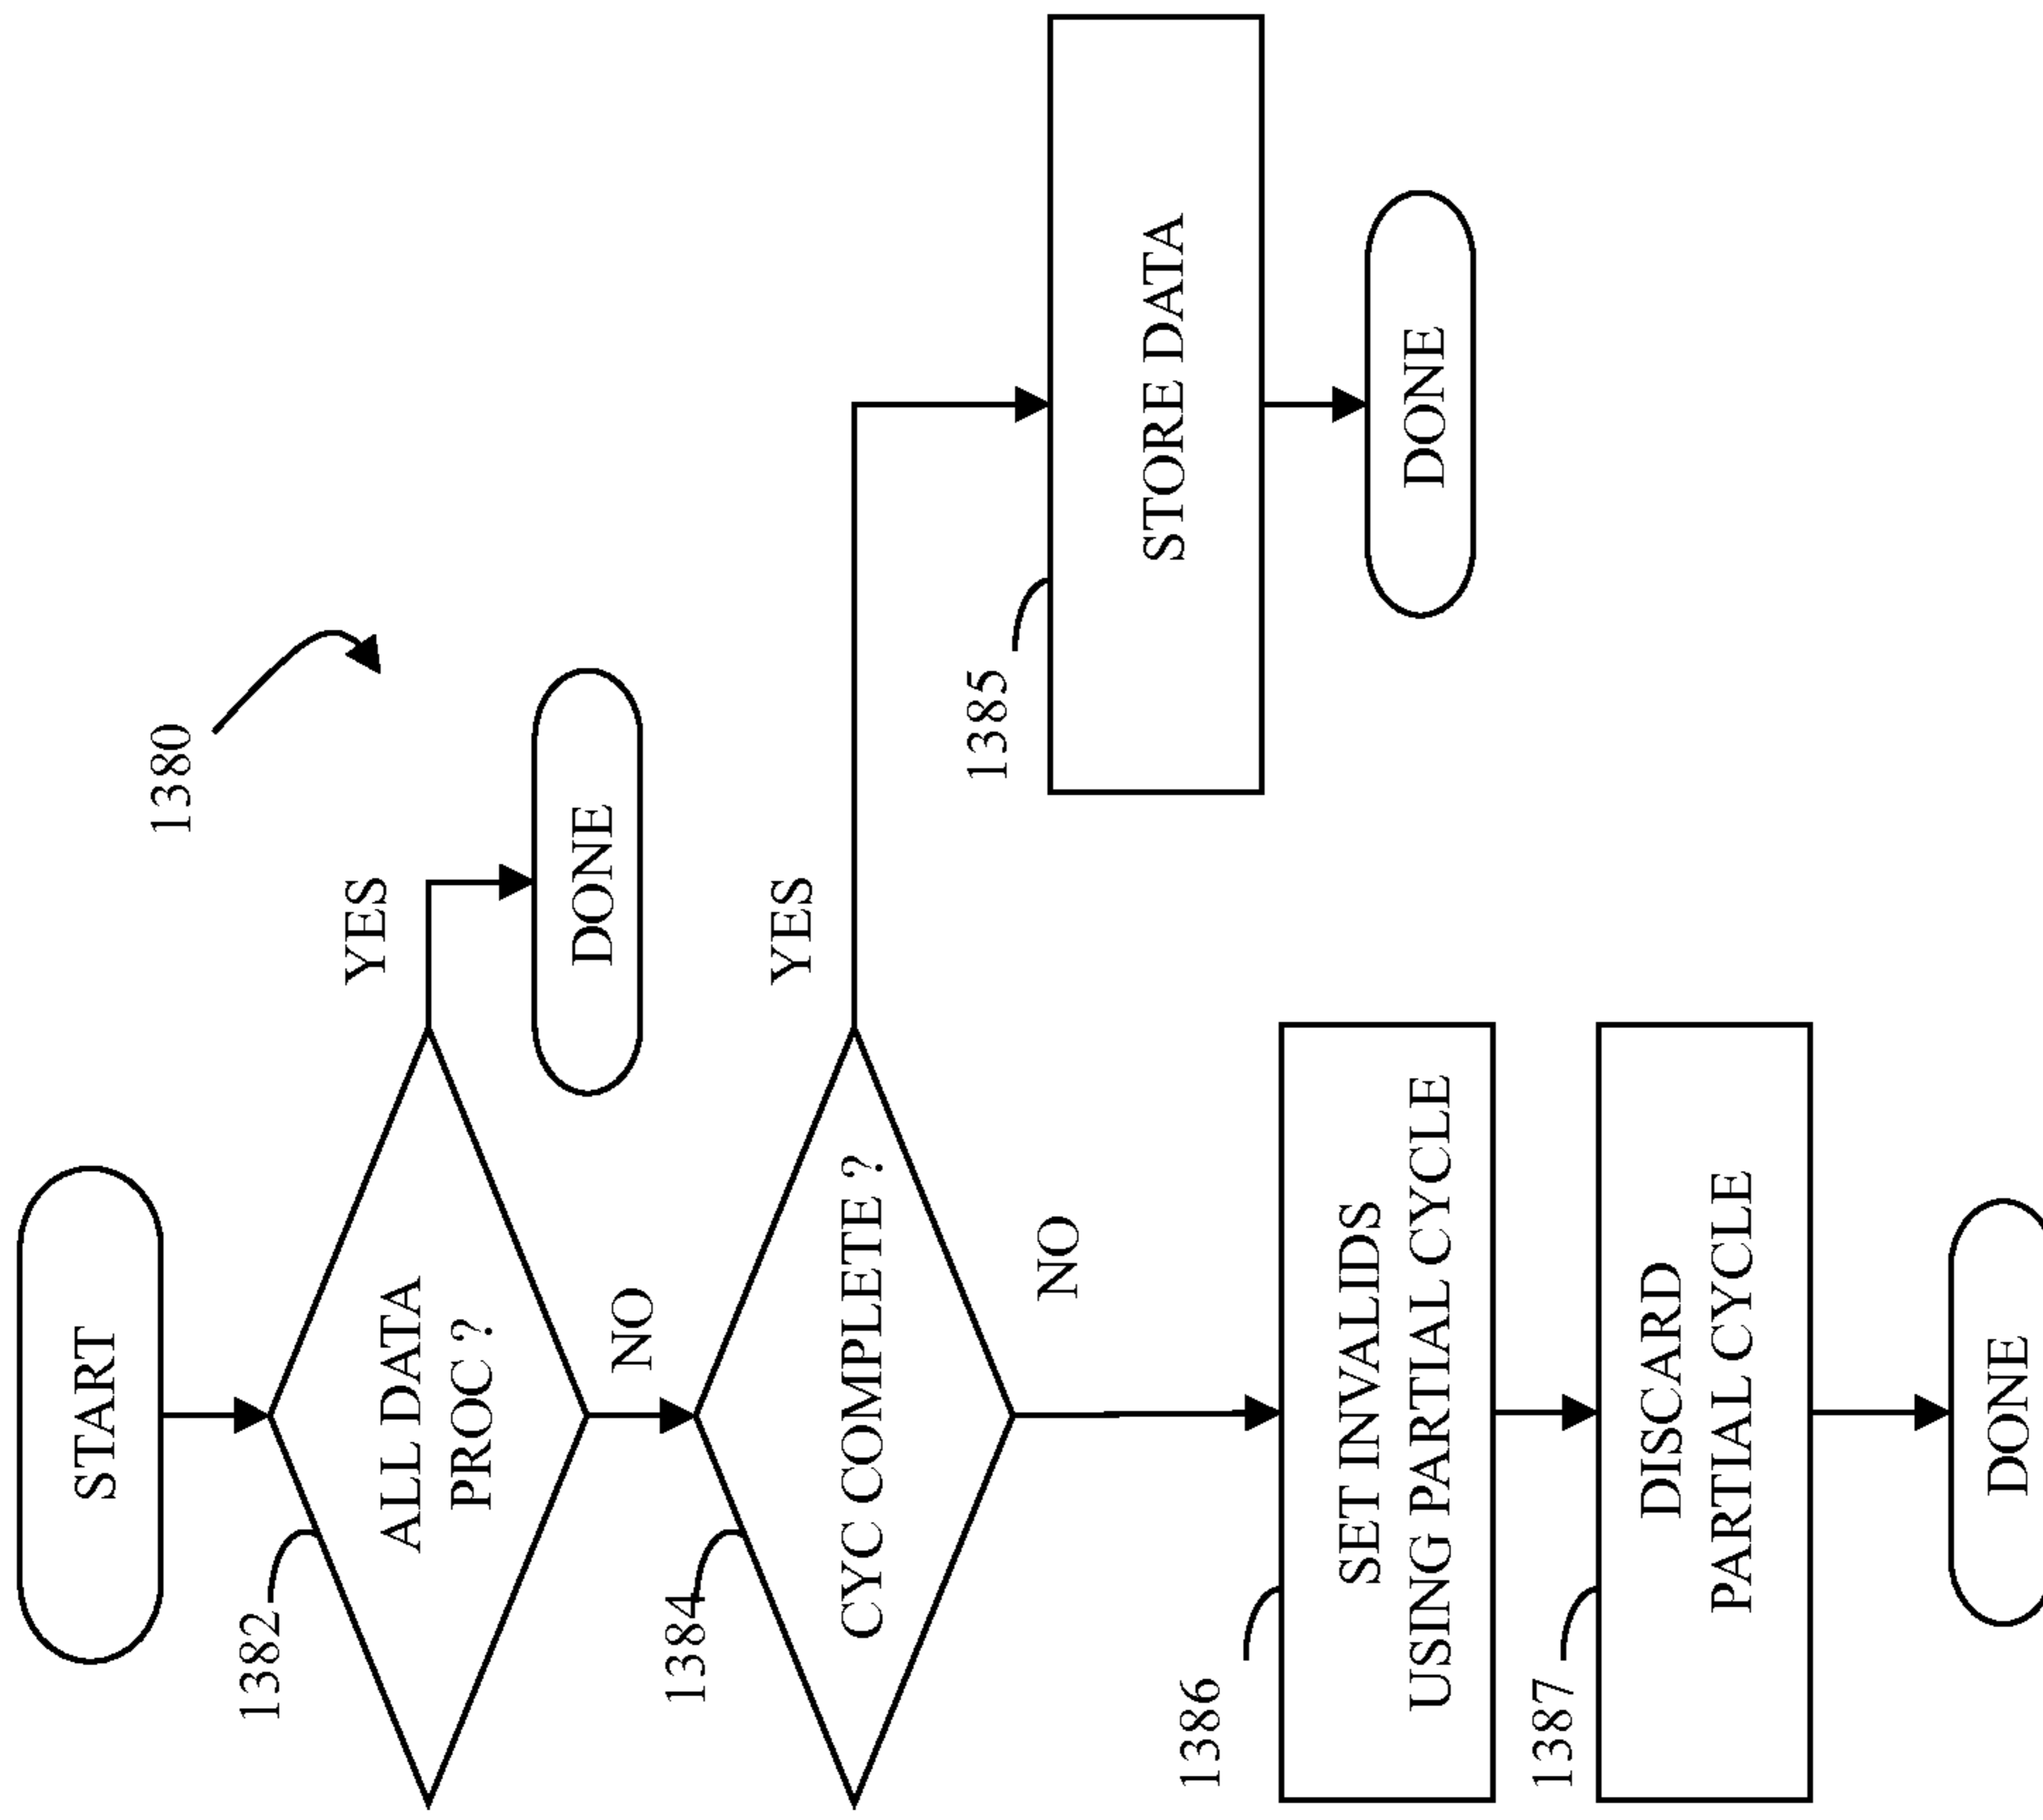 1380
START
1382
ALL DATA
PROC ?
YES
DONE
NO
1384
CYC COMPLETE ?
YES
NO
1385
STORE DATA
DONE
1386
SET INVALIDS
USING PARTIAL CYCLE
1387
DISCARD
PARTIAL CYCLE
DONE